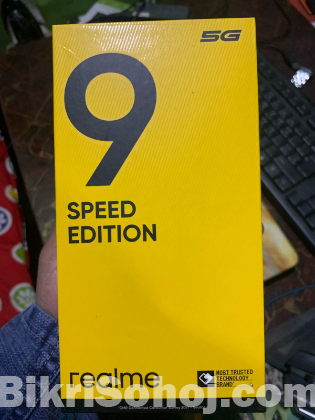 5G
9
SPEED
EDITION
realme
MOST TRUSTED
TECHNOLOGY
BRAND
BikriSohoj.com